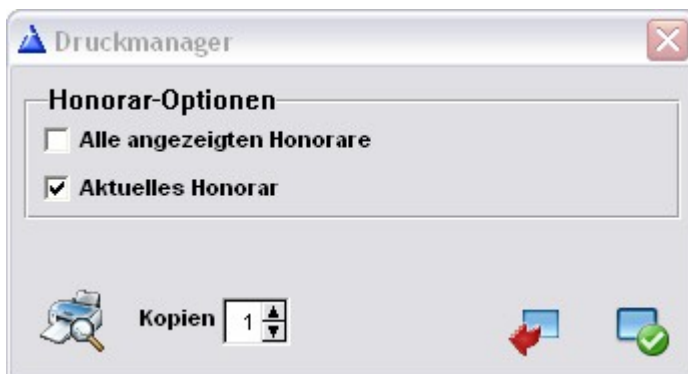 Druckmanager
Honorar-Optionen
Alle angezeigten Honorare
Aktuelles Honorar
Kopien 1